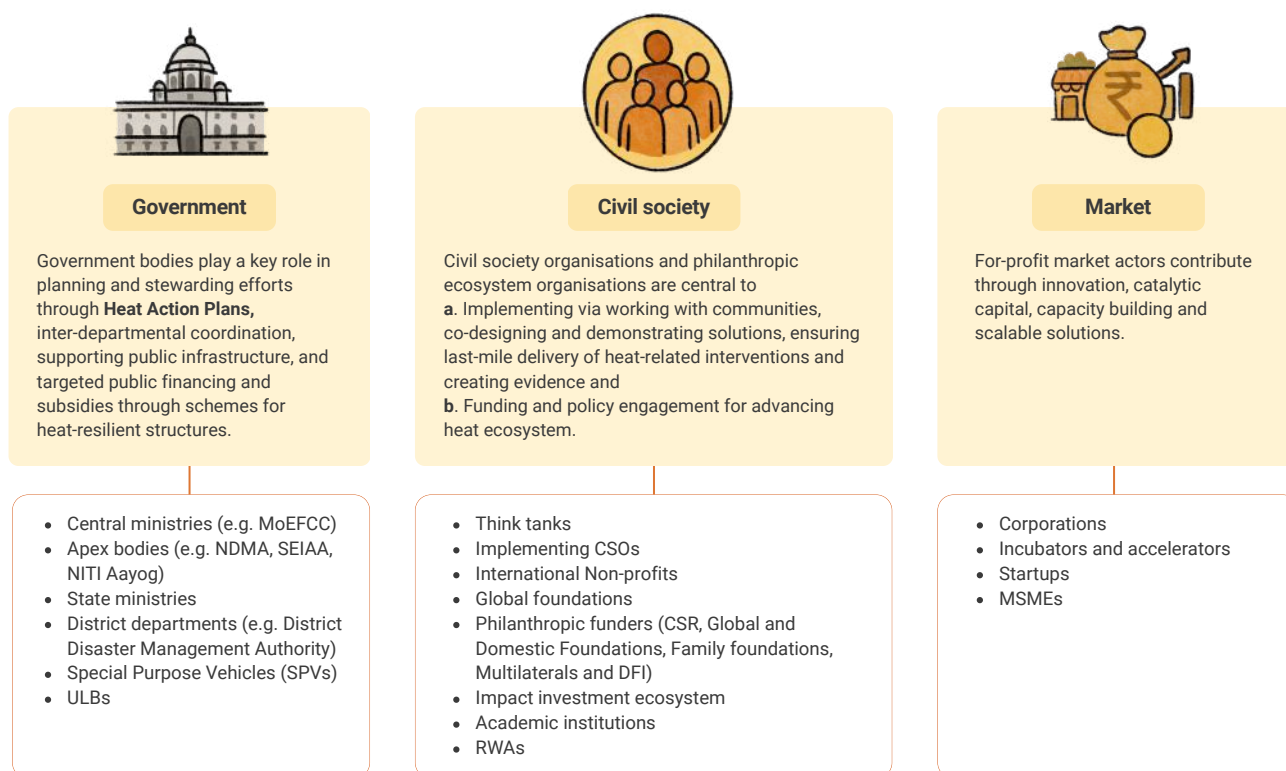 Government
Government bodies play a key role in
planning and stewarding efforts
through Heat Action Plans,
inter-departmental coordination,
supporting public infrastructure, and
targeted public financing and
subsidies through schemes for
heat-resilient structures.
• Central ministries (e.g. MoEFCC)
• Apex bodies (e.g. NDMA, SEIAA,
NITI Aayog)
• State ministries
• District departments (e.g. District
Disaster Management Authority)
• Special Purpose Vehicles (SPVs)
• ULBs
Civil society
Civil society organisations and philanthropic
ecosystem organisations are central to
a. Implementing via working with communities,
co-designing and demonstrating solutions, ensuring
last-mile delivery of heat-related interventions and
creating evidence and
b. Funding and policy engagement for advancing
heat ecosystem.
• Think tanks
• Implementing CSOs
• International Non-profits
• Global foundations
• Philanthropic funders (CSR, Global and
Domestic Foundations, Family foundations,
Multilaterals and DFI)
• Impact investment ecosystem
• Academic institutions
• RWAs
₹
Market
For-profit market actors contribute
through innovation, catalytic
capital, capacity building and
scalable solutions.
• Corporations
• Incubators and accelerators
• Startups
• MSMEs